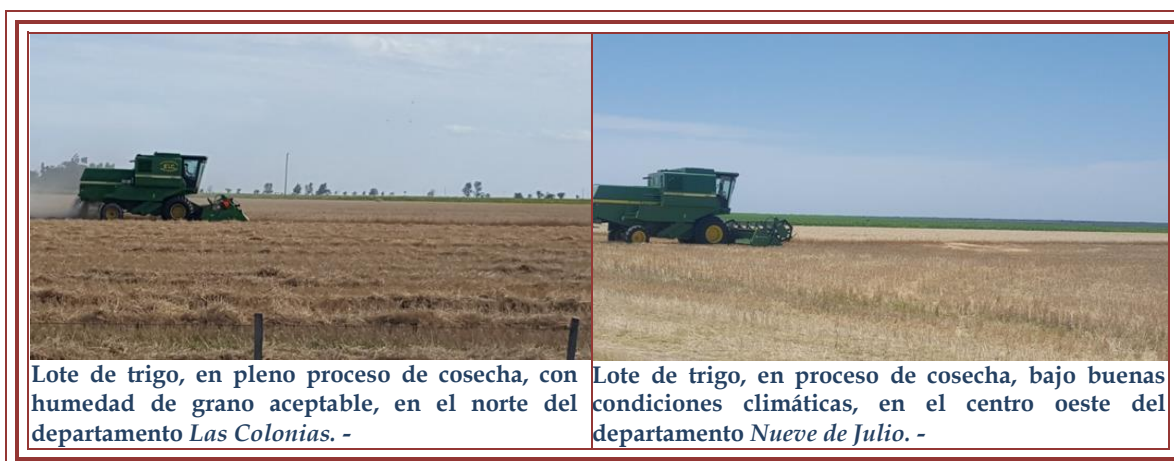 Lote de trigo, en pleno proceso de cosecha, con
humedad de grano aceptable, en el norte del
departamento Las Colonias. -
Lote de trigo, en proceso de cosecha, bajo buenas
condiciones climáticas, en el centro oeste del
departamento Nueve de Julio. -